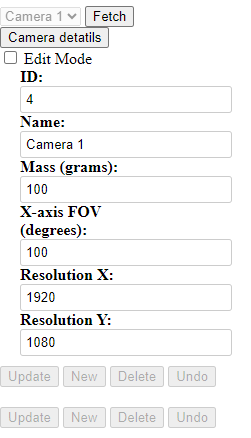 Camera 1 Fetch
Camera detatils
Edit Mode
ID:
4
Name:
Camera 1
Mass (grams):
100
X-axis FOV
(degrees):
100
Resolution X:
1920
Resolution Y:
1080
Update New Delete Undo
Update New Delete Undo